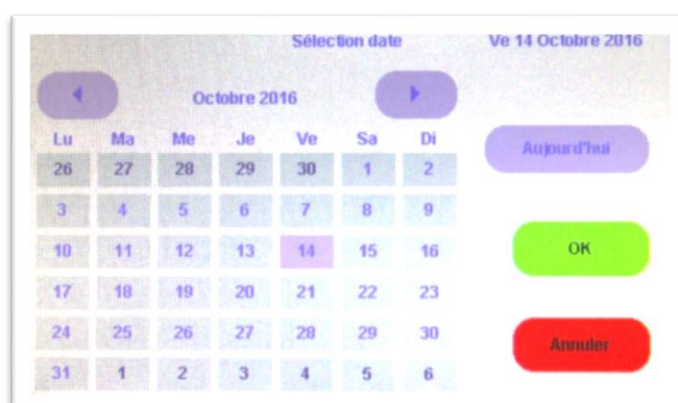 Sélection date
Ve 14 Octobre 2016
Octobre 2016
Lu Ma Me Je Ve Sa Di
Aujourd'hui
26 27 28 29 30 1 2
3 4 5 6 7 8 9
10 11 12 13 14 15 16
OK
17 18 19 20 21 22 23
24 25 26 27 28 29 30
Annuler
31 1 2 3 4 5 6